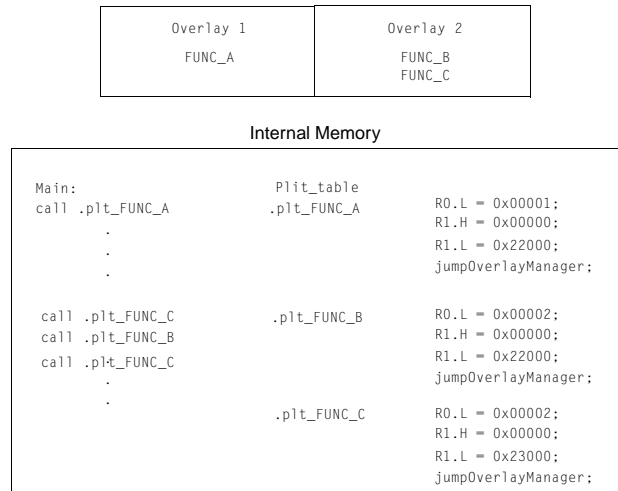 Overlay 1 Overlay 2
FUNC_A FUNC_B
FUNC_C
Internal Memory
Main: Plit_table
call .plt_FUNC_A .plt_FUNC_A R0.L = 0x00001;
. R1.H = 0x00000;
. R1.L = 0x22000;
. jumpOverlayManager;
call .plt_FUNC_C .plt_FUNC_B R0.L = 0x00002;
call .plt_FUNC_B R1.H = 0x00000;
call .plt_FUNC_C R1.L = 0x22000;
. jumpOverlayManager;
.
.plt_FUNC_C R0.L = 0x00002;
R1.H = 0x00000;
R1.L = 0x23000;
jumpOverlayManager;